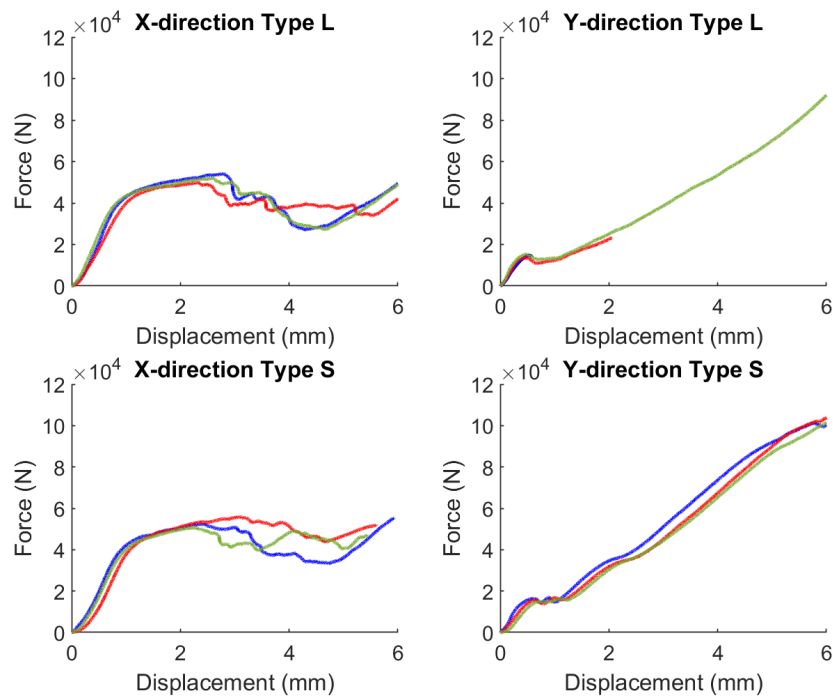 ×10⁴ X-direction Type L
12
10
8
6
4
2
0
Force (N)
0 2 4 6
Displacement (mm)
×10⁴ Y-direction Type L
12
10
8
6
4
2
0
Force (N)
0 2 4 6
Displacement (mm)
×10⁴ X-direction Type S
12
10
8
6
4
2
0
Force (N)
0 2 4 6
Displacement (mm)
×10⁴ Y-direction Type S
12
10
8
6
4
2
0
Force (N)
0 2 4 6
Displacement (mm)